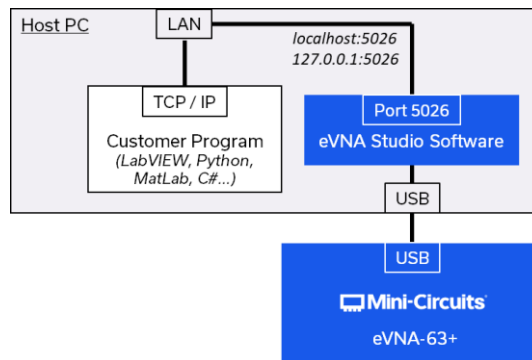 Host PC
LAN
localhost:5026
127.0.0.1:5026
TCP / IP
Customer Program
(LabVIEW, Python,
MatLab, C#...)
Port 5026
eVNA Studio Software
USB
USB
Mini-Circuits
eVNA-63+